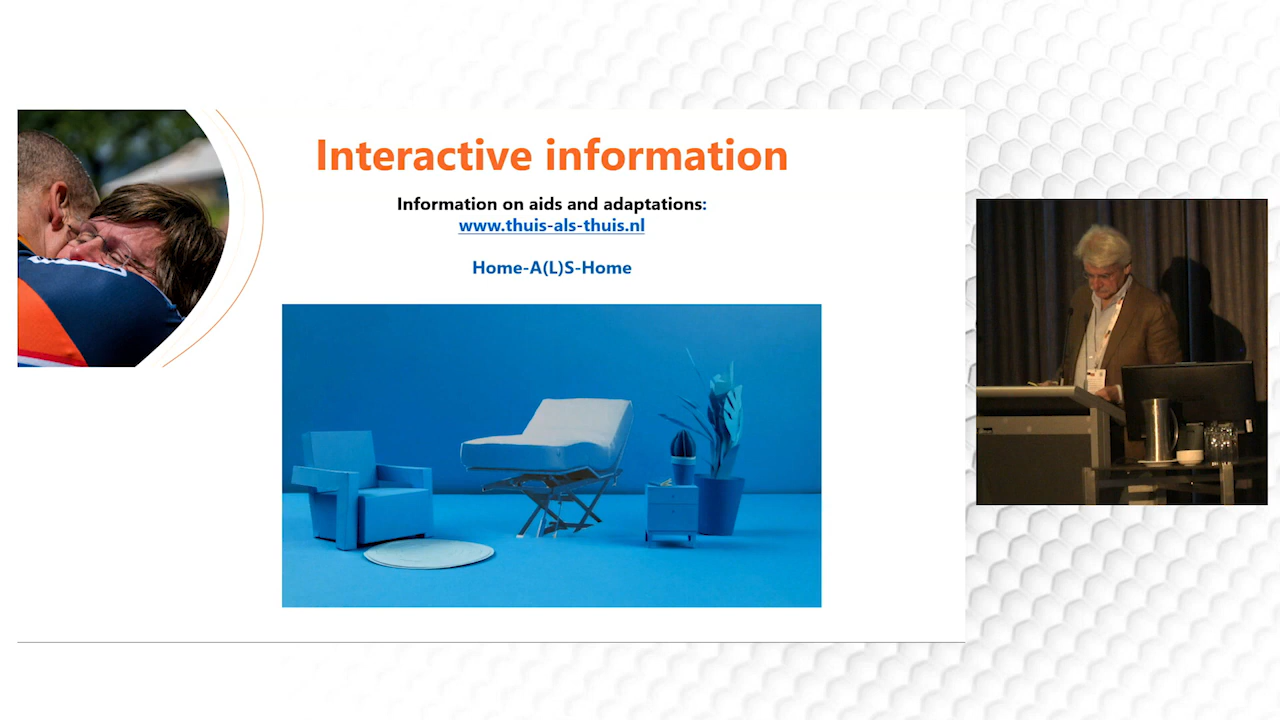 Interactive information
Information on aids and adaptations:
www.thuis-als-thuis.nl
Home-A(L)S-Home